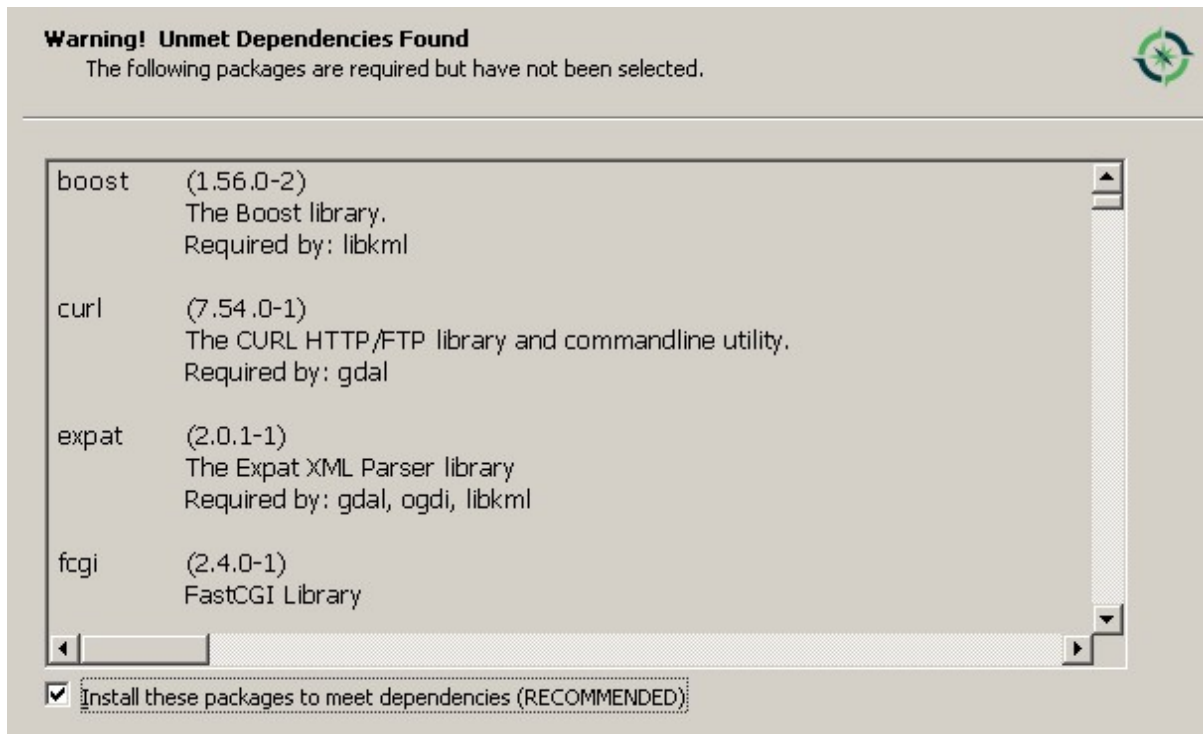 Warning! Unmet Dependencies Found
The following packages are required but have not been selected.
boost (1.56.0-2)
The Boost library.
Required by: libkml
curl (7.54.0-1)
The CURL HTTP/FTP library and commandline utility.
Required by: gdal
expat (2.0.1-1)
The Expat XML Parser library
Required by: gdal, ogdi, libkml
fcgi (2.4.0-1)
FastCGI Library
Install these packages to meet dependencies (RECOMMENDED)